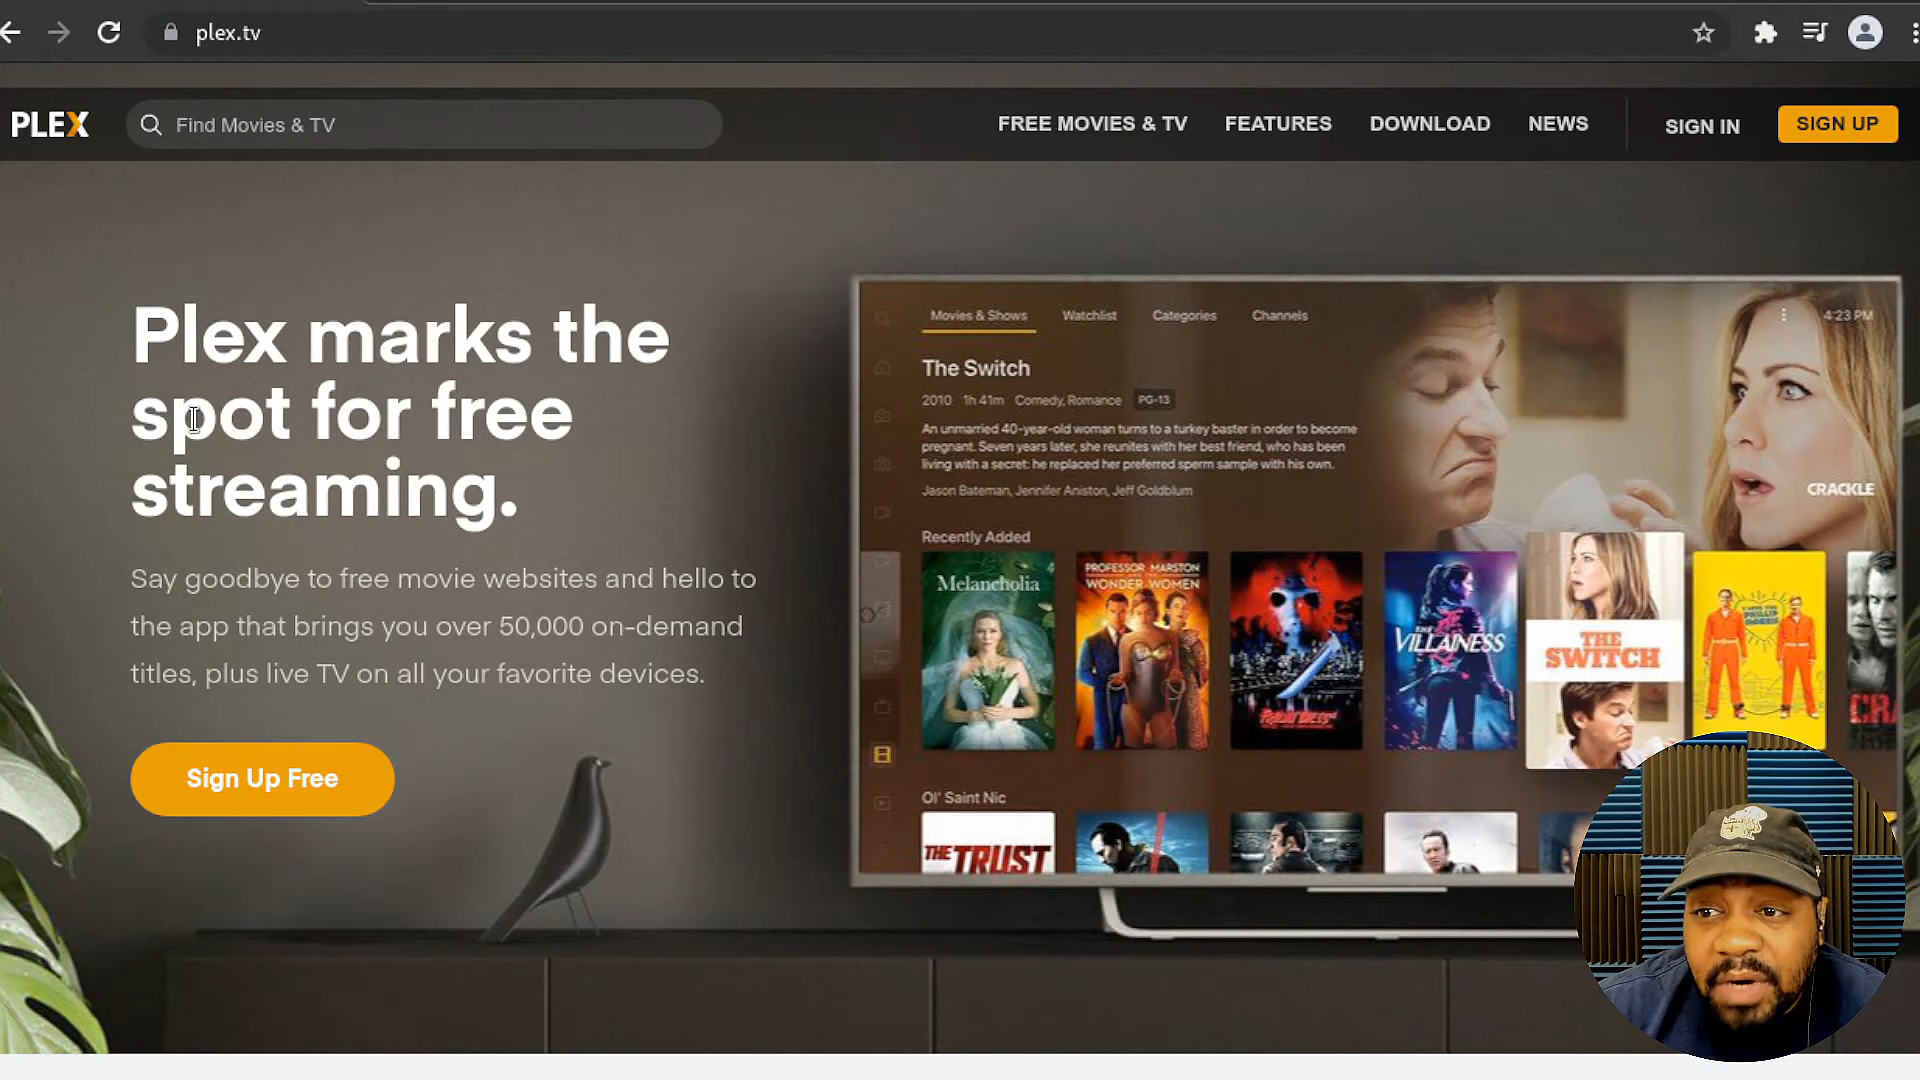 plex.tv
PLEX
Find Movies & TV
FREE MOVIES & TV
FEATURES
DOWNLOAD
NEWS
SIGN IN
SIGN UP
Plex marks the
spot for free
streaming.
Say goodbye to free movie websites and hello to
the app that brings you over 50,000 on-demand
titles, plus live TV on all your favorite devices.
Sign Up Free
Movies & Shows
Watchlist
Categories
Channels
4:23 PM
The Switch
2010 1h 41m Comedy, Romance PG-13
An unmarried 40-year-old woman turns to a turkey baster in order to become
pregnant. Seven years later, she reunites with her best friend, who has been
living with a secret: he replaced her preferred sperm sample with his own.
Jason Bateman, Jennifer Aniston, Jeff Goldblum
CRACKLE
Recently Added
Melancholia
PROFESSOR MARSTON
WONDER WOMEN
THE
VILLAINESS
THE
SWITCH
Ol' Saint Nic
THE TRUST